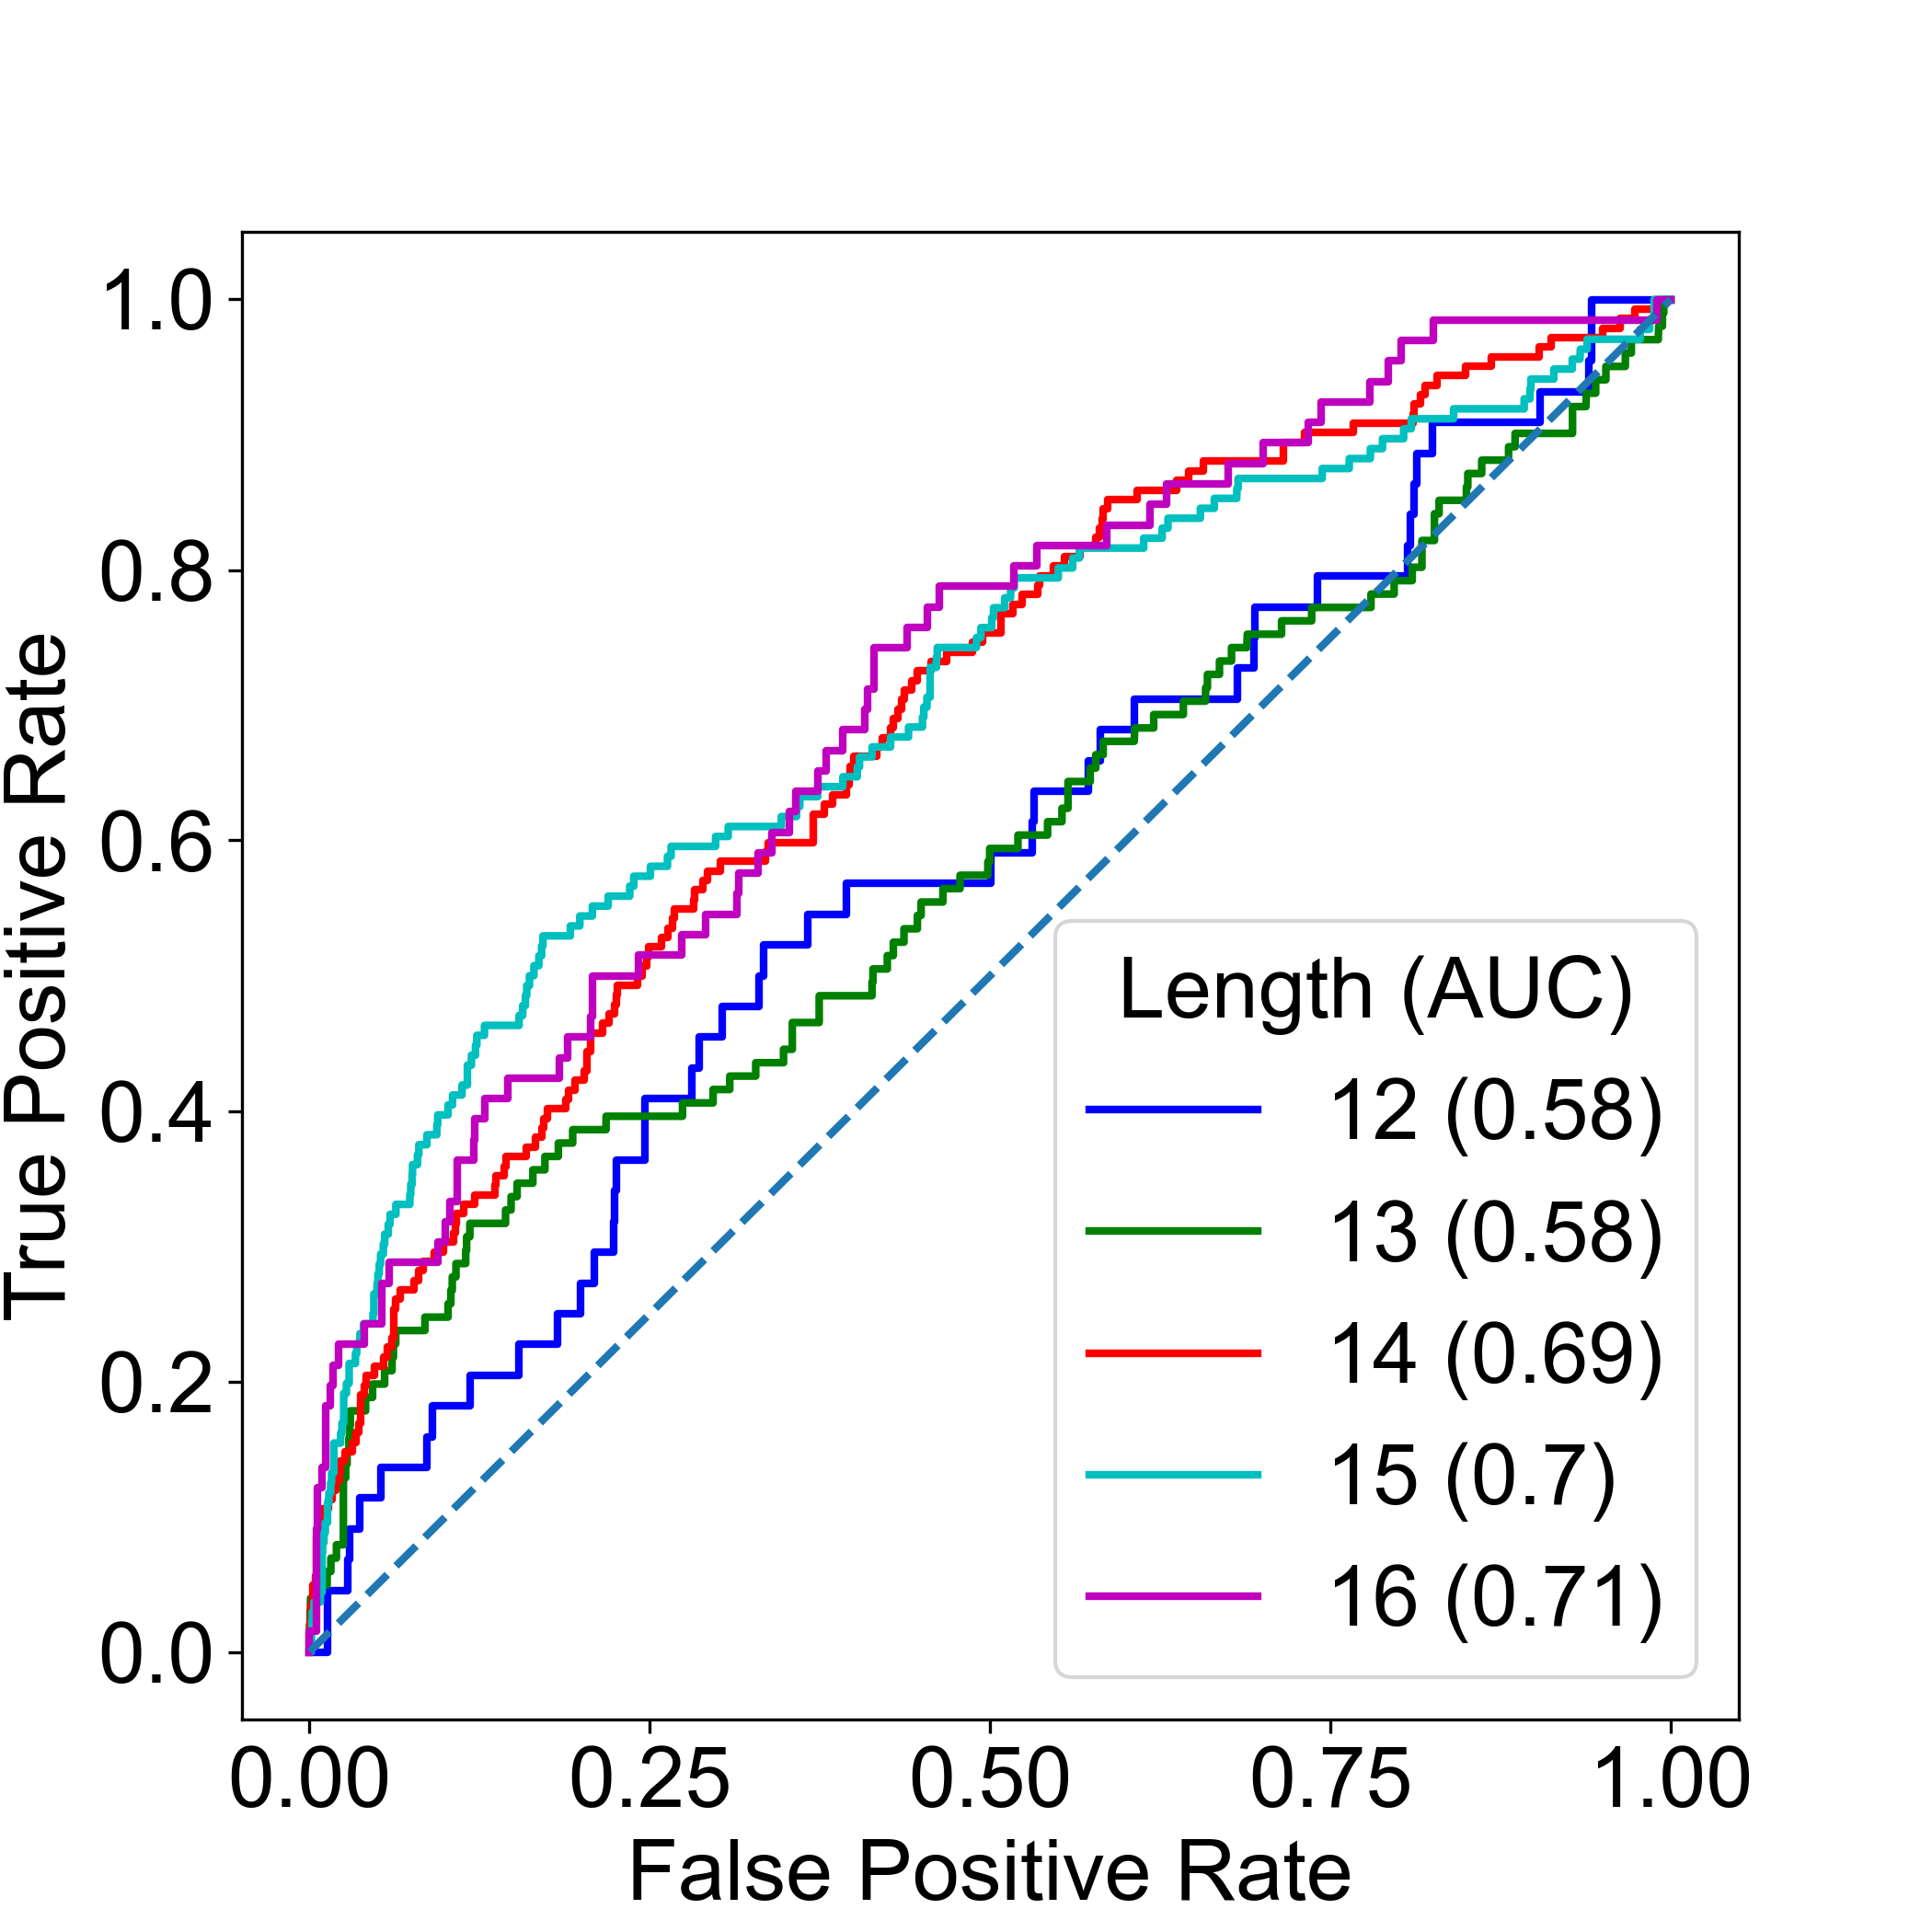 1.0
0.8
0.6
0.4
0.2
0.0
True Positive Rate
Length (AUC)
12 (0.58)
13 (0.58)
14 (0.69)
15 (0.7)
16 (0.71)
0.00 0.25 0.50 0.75 1.00
False Positive Rate